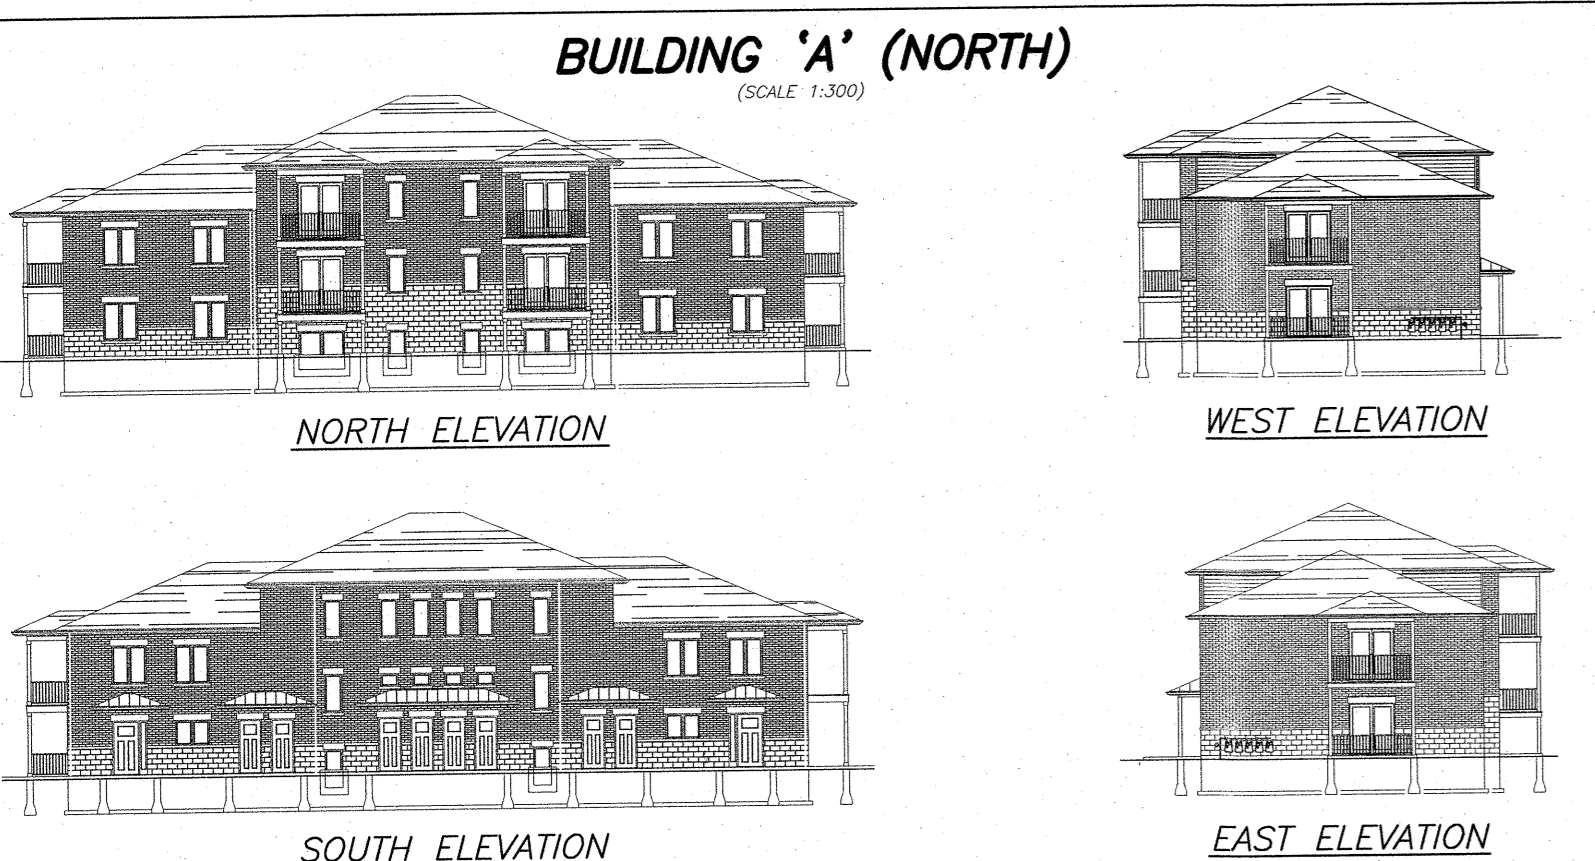 BUILDING 'A' (NORTH)
(SCALE 1:300)
NORTH ELEVATION
WEST ELEVATION
SOUTH ELEVATION
EAST ELEVATION